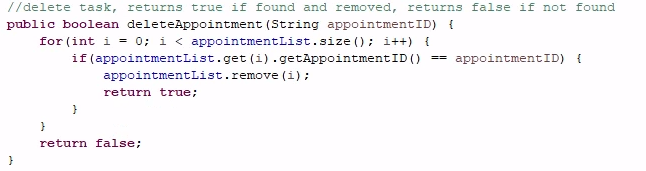 //delete task, returns true if found and removed, returns false if not found
public boolean deleteAppointment(String appointmentID) {
    for(int i = 0; i < appointmentList.size(); i++) {
        if(appointmentList.get(i).getAppointmentID() == appointmentID) {
            appointmentList.remove(i);
            return true;
        }
    }
    return false;
}